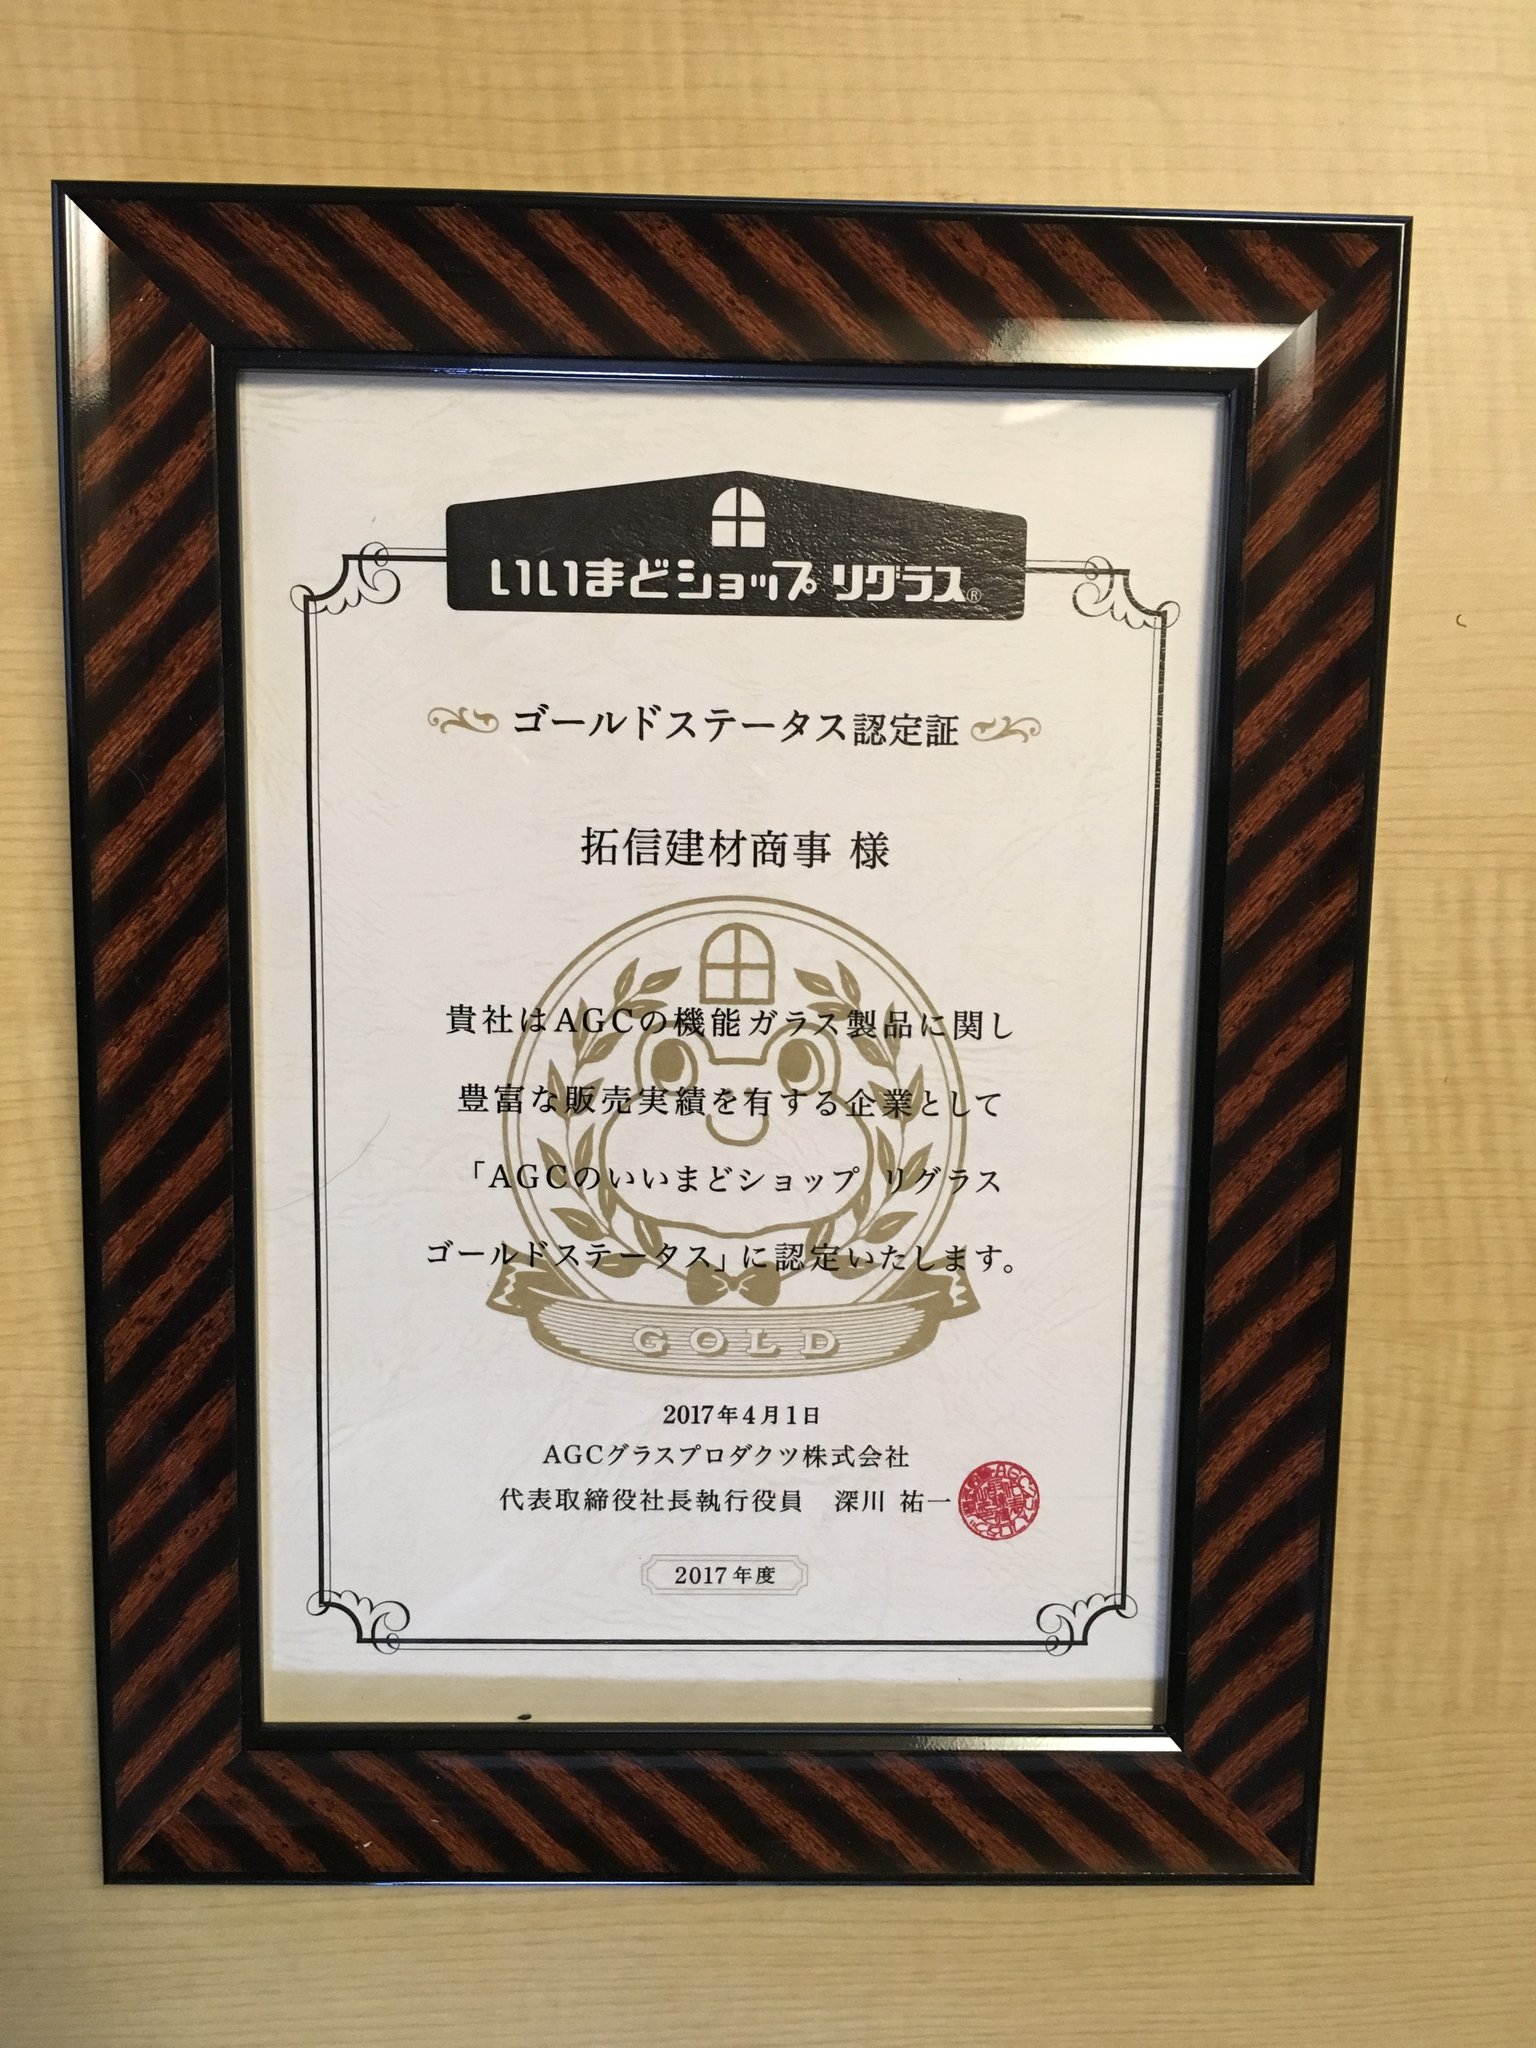 いいまどショップ リグラス®
ゴールドステータス認定証
拓信建材商事 様
貴社はAGCの機能ガラス製品に関し
豊富な販売実績を有する企業として
「AGCのいいまどショップ リグラス
ゴールドステータス」に認定いたします。
GOLD
2017年4月1日
AGCグラスプロダクツ株式会社
代表取締役社長執行役員 深川 祐一
2017年度